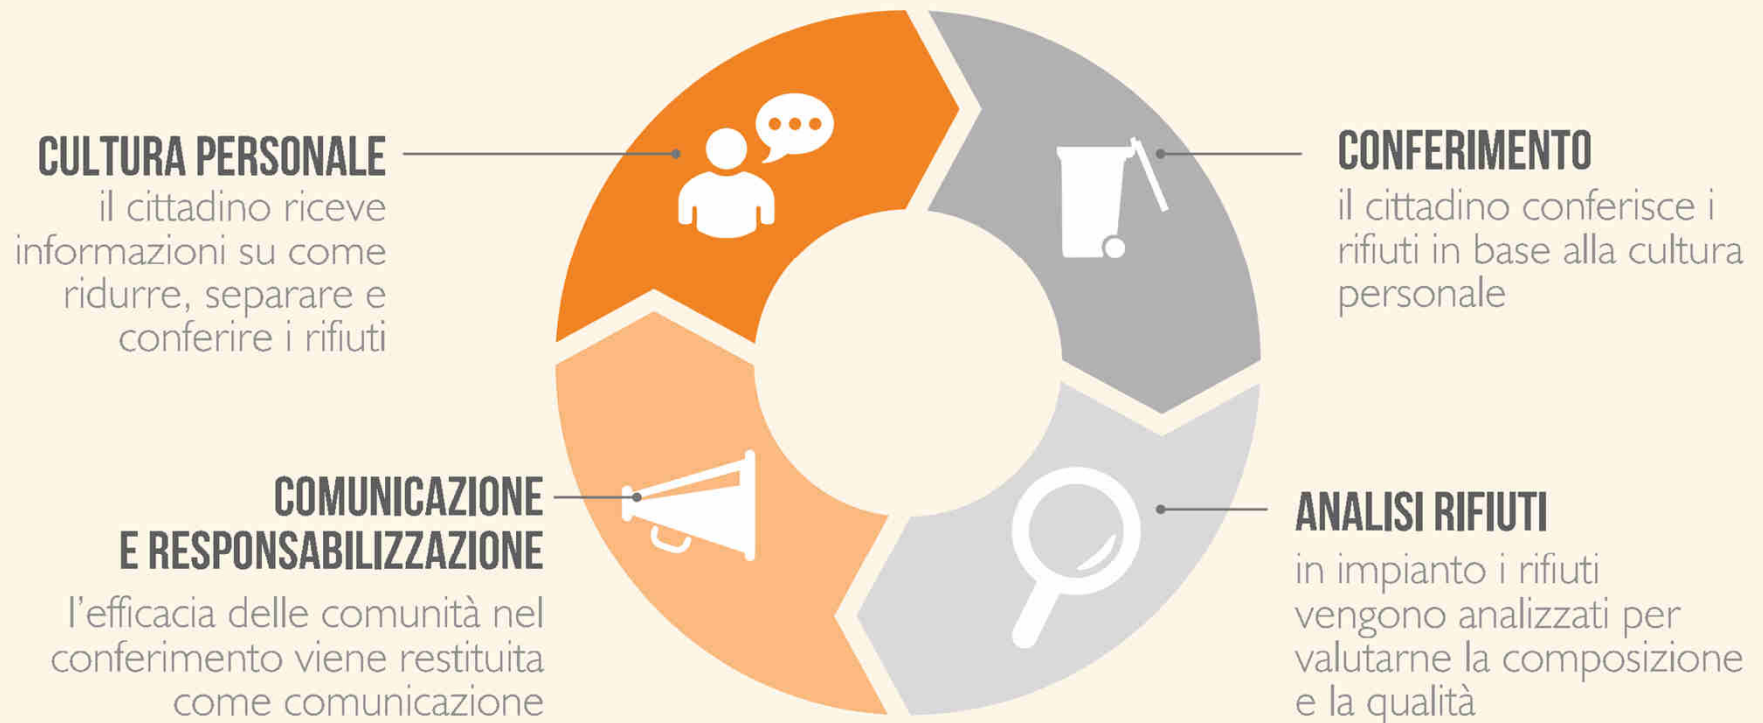 CULTURA PERSONALE
il cittadino riceve
informazioni su come
ridurre, separare e
conferire i rifiuti
CONFERIMENTO
il cittadino conferisce i
rifiuti in base alla cultura
personale
COMUNICAZIONE
E RESPONSABILIZZAZIONE
l'efficacia delle comunità nel
conferimento viene restituita
come comunicazione
ANALISI RIFIUTI
in impianto i rifiuti
vengono analizzati per
valutarne la composizione
e la qualità